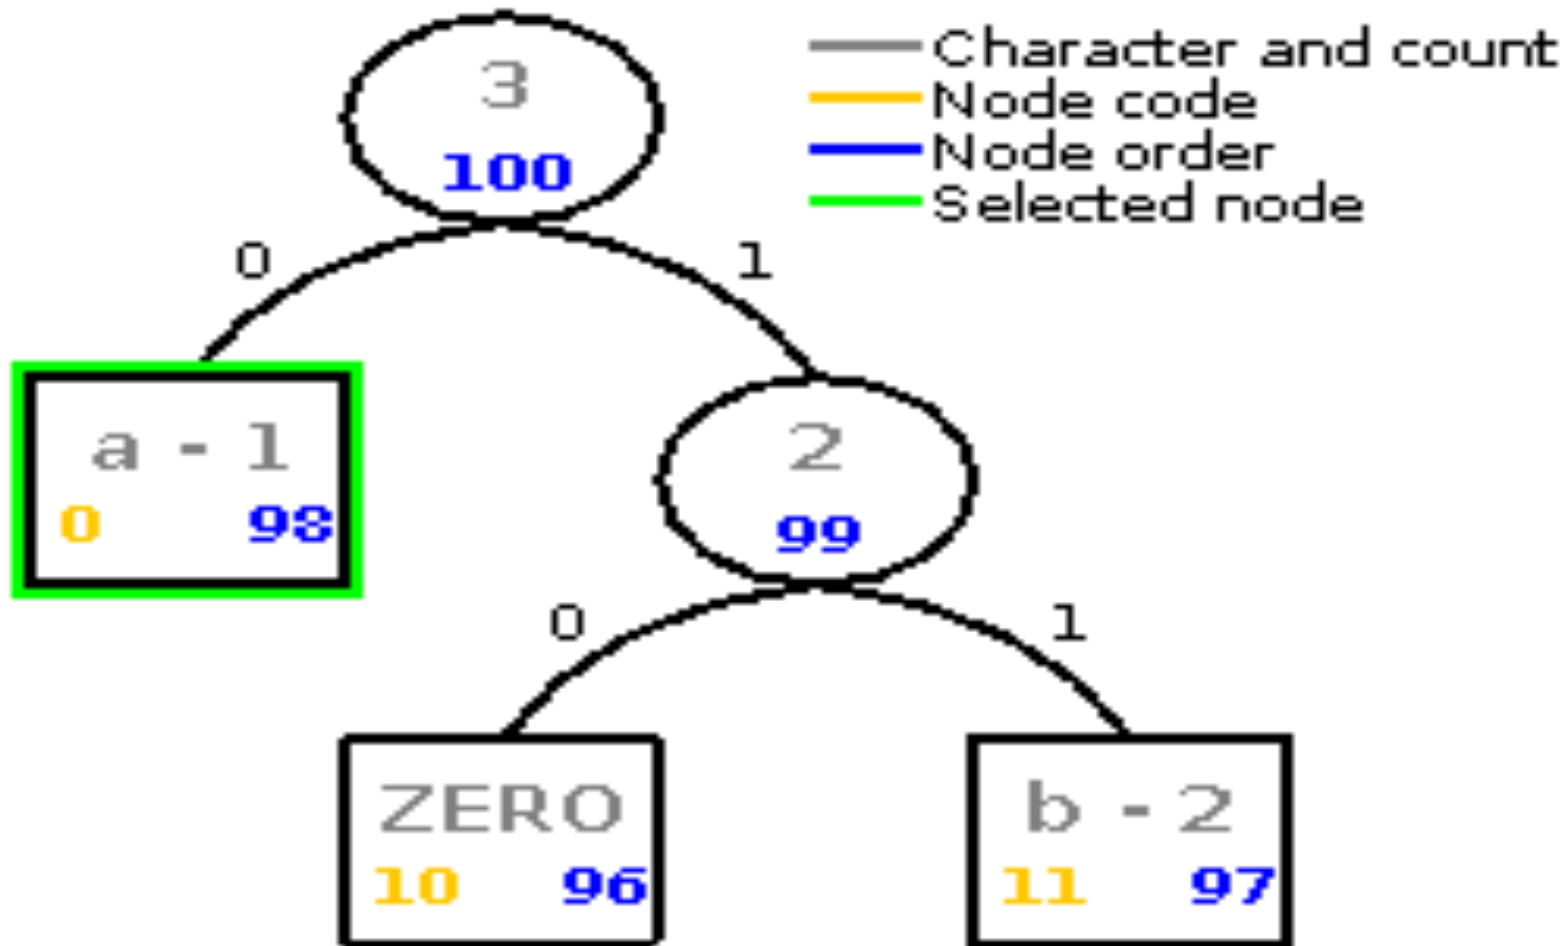 3
100
Character and count
Node code
Node order
Selected node
0
1
a - 1
0 98
2
99
0
1
ZERO
10 96
b - 2
11 97